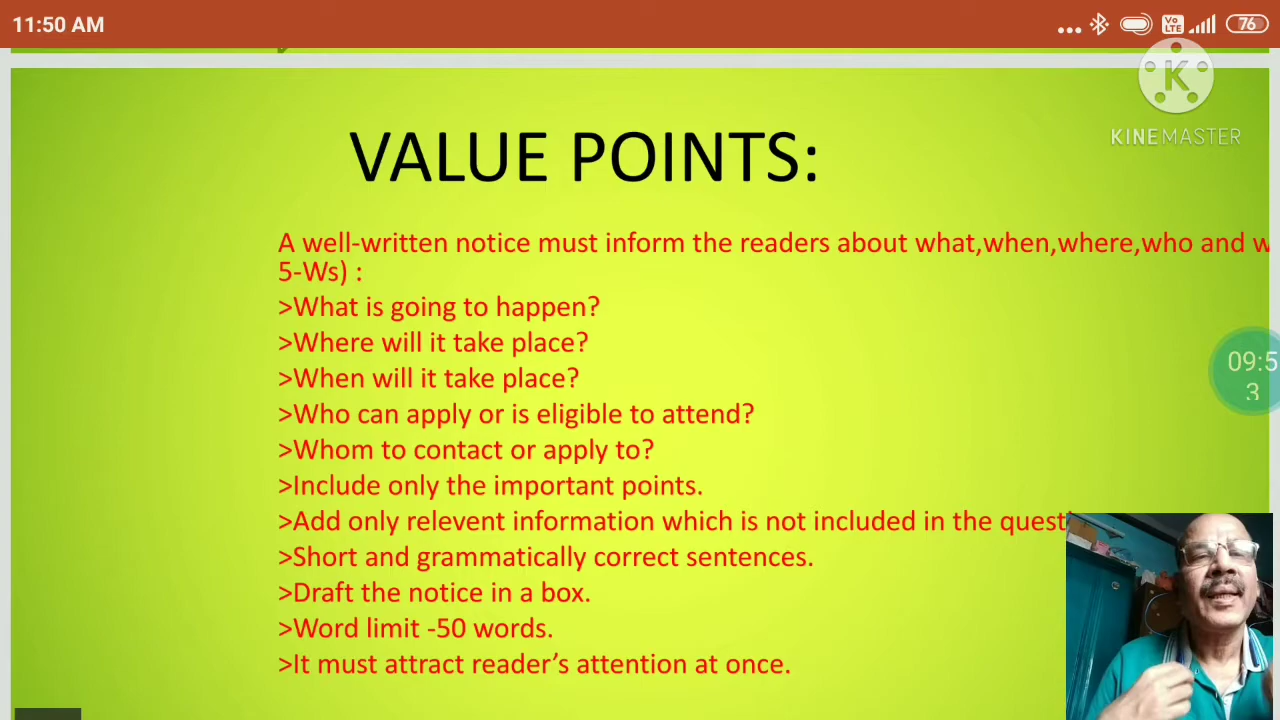 11:50 AM
Vo
LTE
76
K
KINEMASTER
VALUE POINTS:
A well-written notice must inform the readers about what,when,where,who and
5-Ws) :
>What is going to happen?
>Where will it take place?
>When will it take place?
09:5
3
>Who can apply or is eligible to attend?
>Whom to contact or apply to?
>Include only the important points.
>Add only relevent information which is not included in the
>Short and grammatically correct sentences.
>Draft the notice in a box.
>Word limit -50 words.
>It must attract reader’s attention at once.